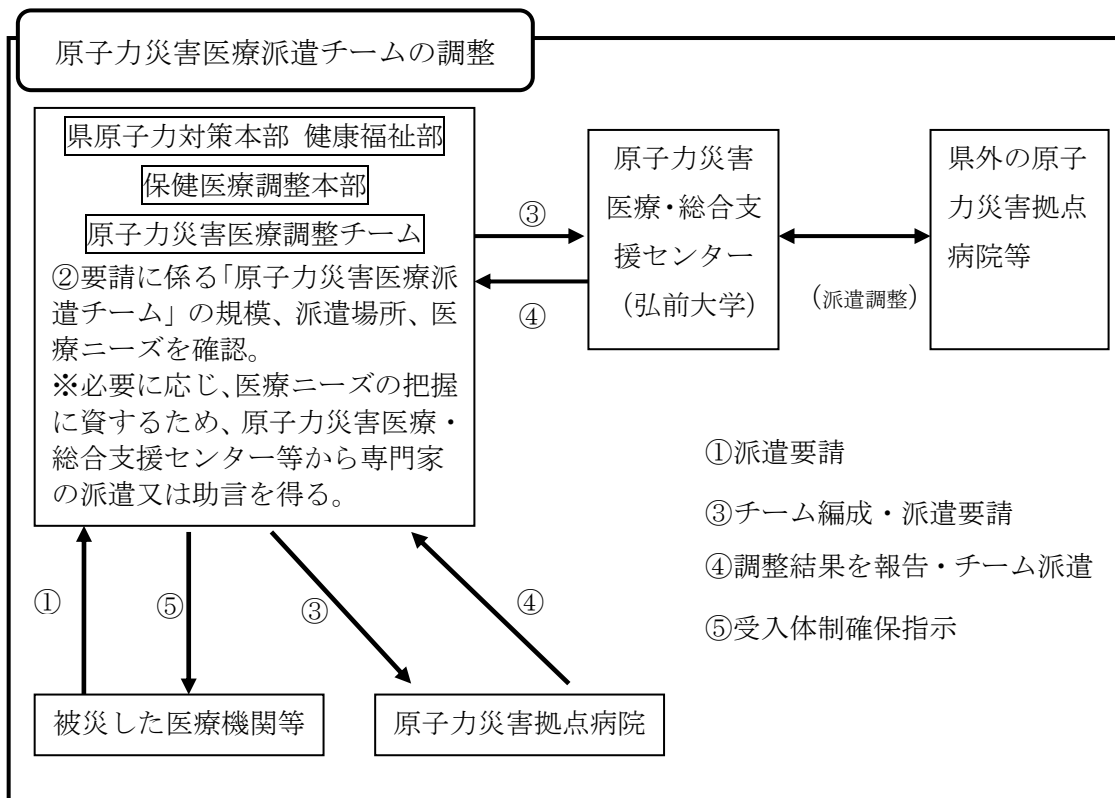 原子力災害医療派遣チームの調整
県原子力対策本部 健康福祉部
保健医療調整本部
原子力災害医療調整チーム
②要請に係る「原子力災害医療派
遣チーム」の規模、派遣場所、医
療ニーズを確認。
※必要に応じ、医療ニーズの把握
に資するため、原子力災害医療・
総合支援センター等から専門家
の派遣又は助言を得る。
③
④
原子力災害
医療・総合支
援センター
(弘前大学)
(派遣調整)
県外の原子
力災害拠点
病院等
①派遣要請
③チーム編成・派遣要請
④調整結果を報告・チーム派遣
⑤受入体制確保指示
①
⑤
③
④
被災した医療機関等
原子力災害拠点病院